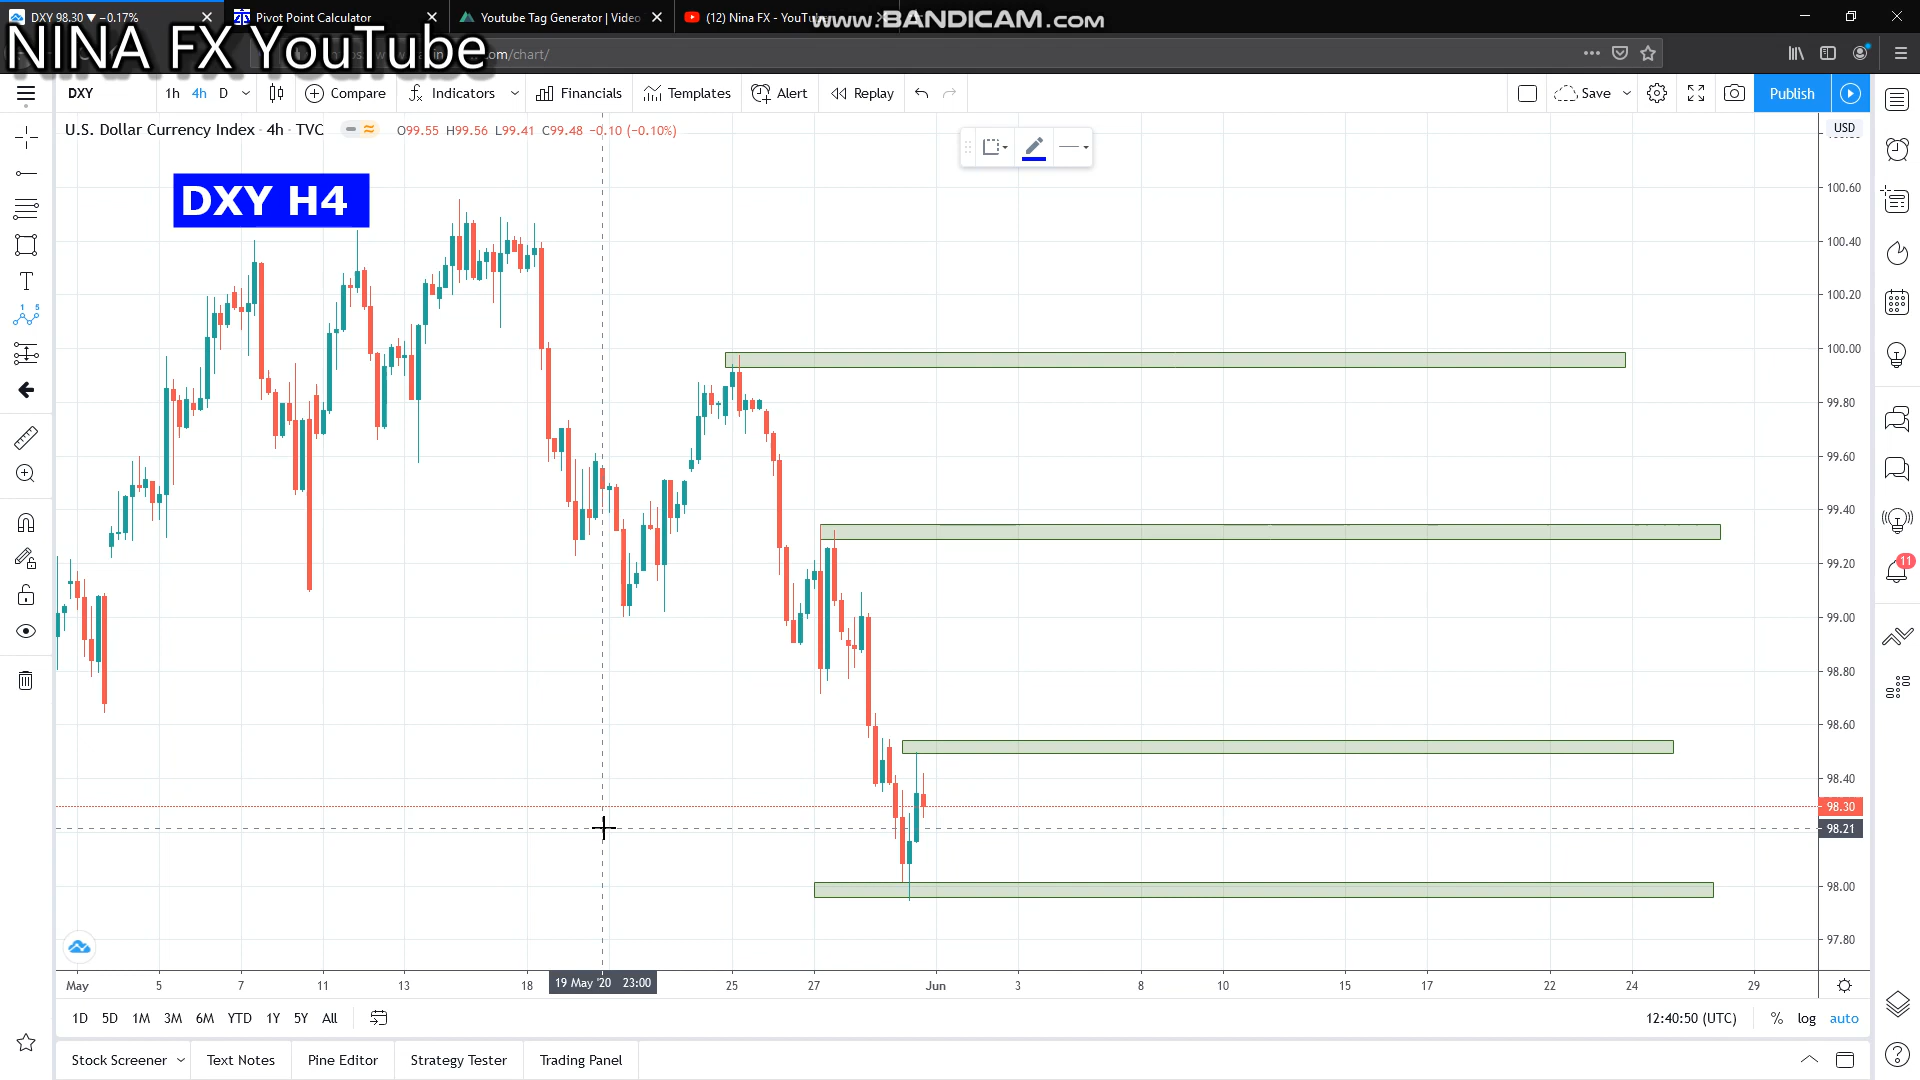 DXY 98.30 ▼ −0.17%
Pivot Point Calculator
Youtube Tag Generator | Video
(12) Nina FX - YouTube
www.BANDICAM.com
NINA FX YouTube
com/chart/
DXY
1h 4h D
Compare
Indicators
Financials
Templates
Alert
Replay
Save
Publish
U.S. Dollar Currency Index · 4h · TVC
O99.55 H99.56 L99.41 C99.48 −0.10 (−0.10%)
USD
DXY H4
100.60
100.40
100.20
100.00
99.80
99.60
99.40
99.20
99.00
98.80
98.60
98.40
98.30
98.21
98.00
97.80
11
May 5 7 11 13 18 19 May '20 23:00 25 27 Jun 3 8 10 15 17 22 24 29
1D 5D 1M 3M 6M YTD 1Y 5Y All
12:40:50 (UTC) % log auto
Stock Screener
Text Notes
Pine Editor
Strategy Tester
Trading Panel